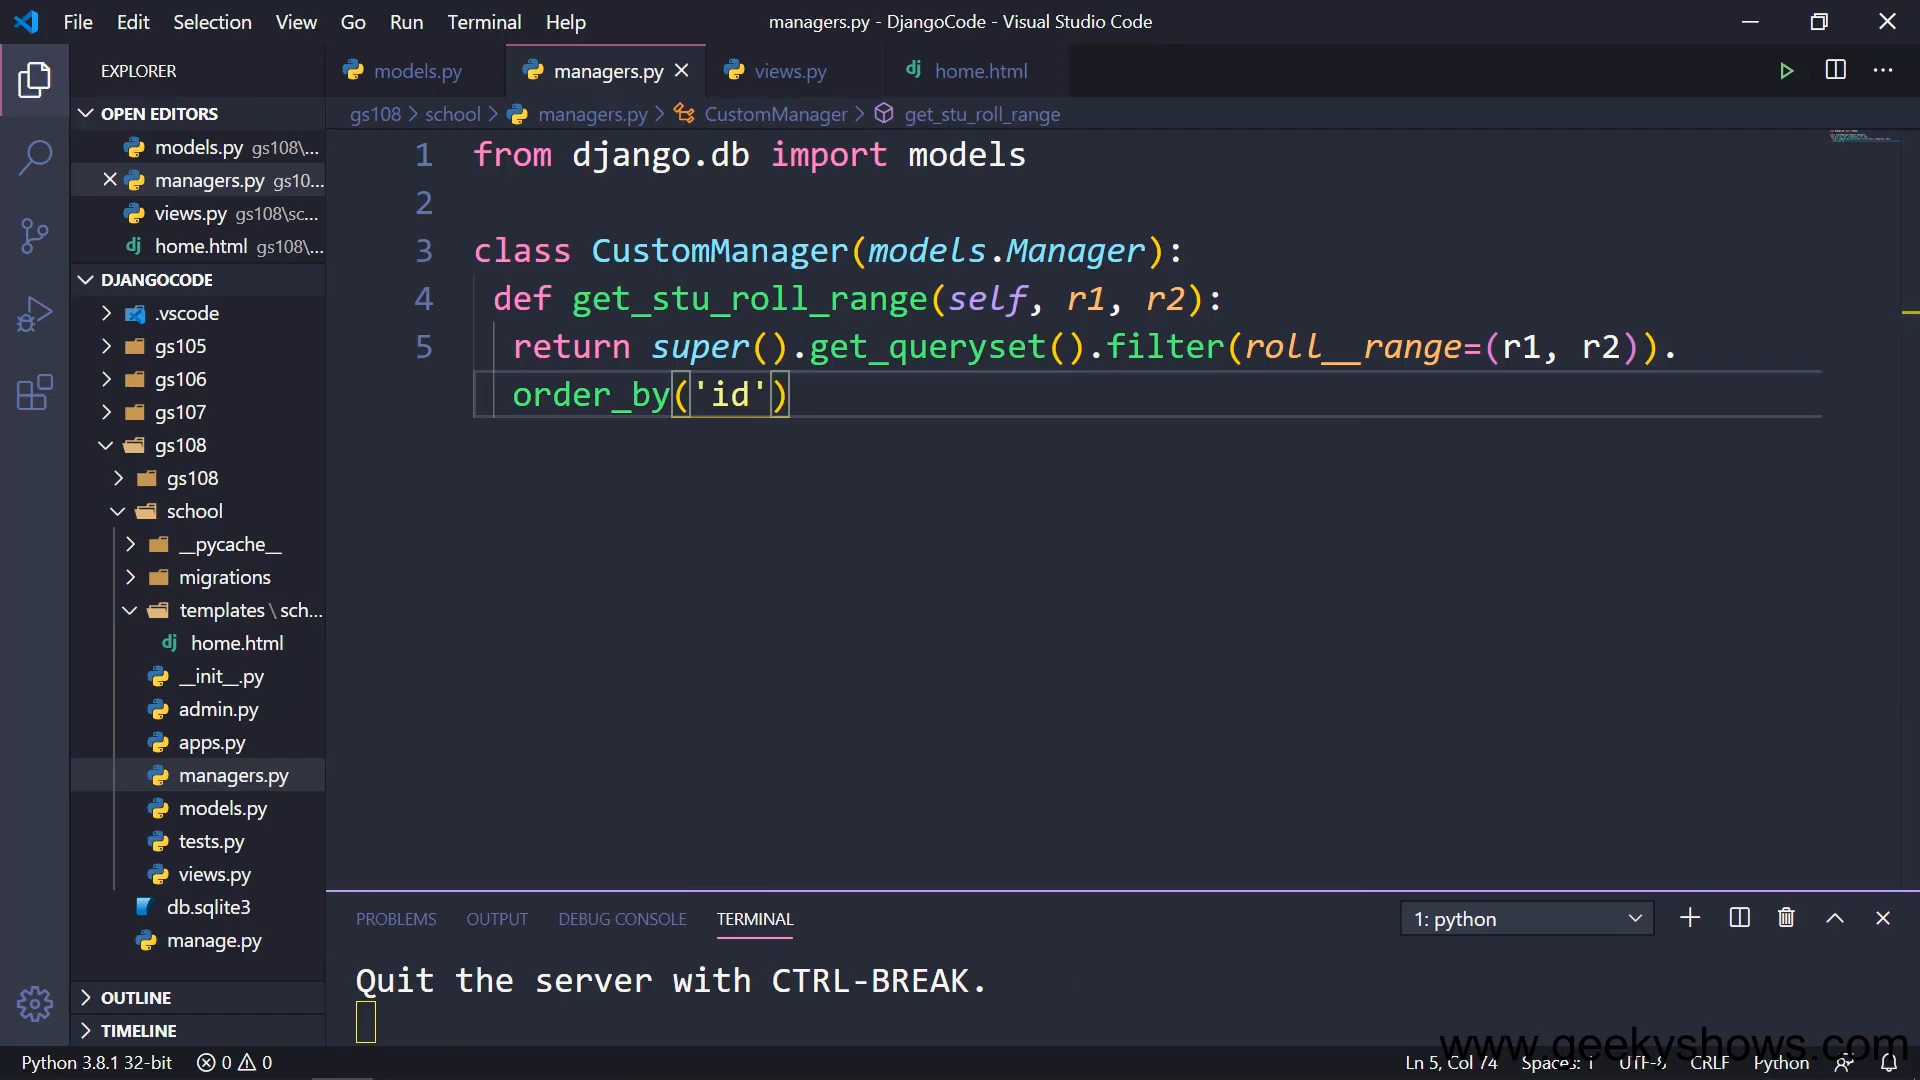 File Edit Selection View Go Run Terminal Help managers.py - DjangoCode - Visual Studio Code
EXPLORER models.py managers.py views.py home.html
OPEN EDITORS gs108 school managers.py CustomManager get_stu_roll_range
models.py gs108\...
managers.py gs10...
views.py gs108\sc...
home.html gs108\...
DJANGOCODE
.vscode
gs105
gs106
gs107
gs108
gs108
school
__pycache__
migrations
templates \ sch...
home.html
__init__.py
admin.py
apps.py
managers.py
models.py
tests.py
views.py
db.sqlite3
manage.py
OUTLINE
TIMELINE
1 from django.db import models
2
3 class CustomManager(models.Manager):
4 def get_stu_roll_range(self, r1, r2):
5 return super().get_queryset().filter(roll__range=(r1, r2)).
order_by('id')
PROBLEMS OUTPUT DEBUG CONSOLE TERMINAL 1: python
Quit the server with CTRL-BREAK.
www.geekyshows.com
Python 3.8.1 32-bit 0 0 Ln 5, Col 74 Spaces: 1 UTF-8 CRLF Python